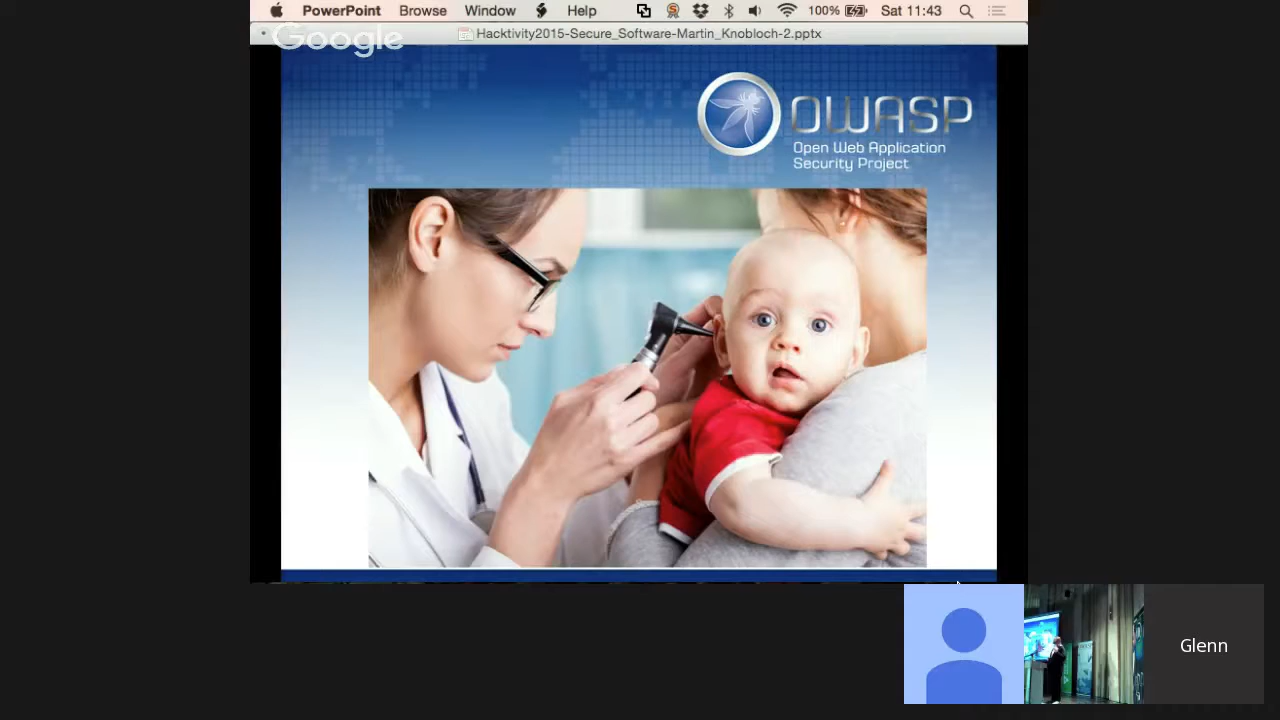 PowerPoint Browse Window Help 100% Sat 11:43
Google
Hacktivity2015-Secure_Software-Martin_Knobloch-2.pptx
OWASP
Open Web Application
Security Project
Glenn